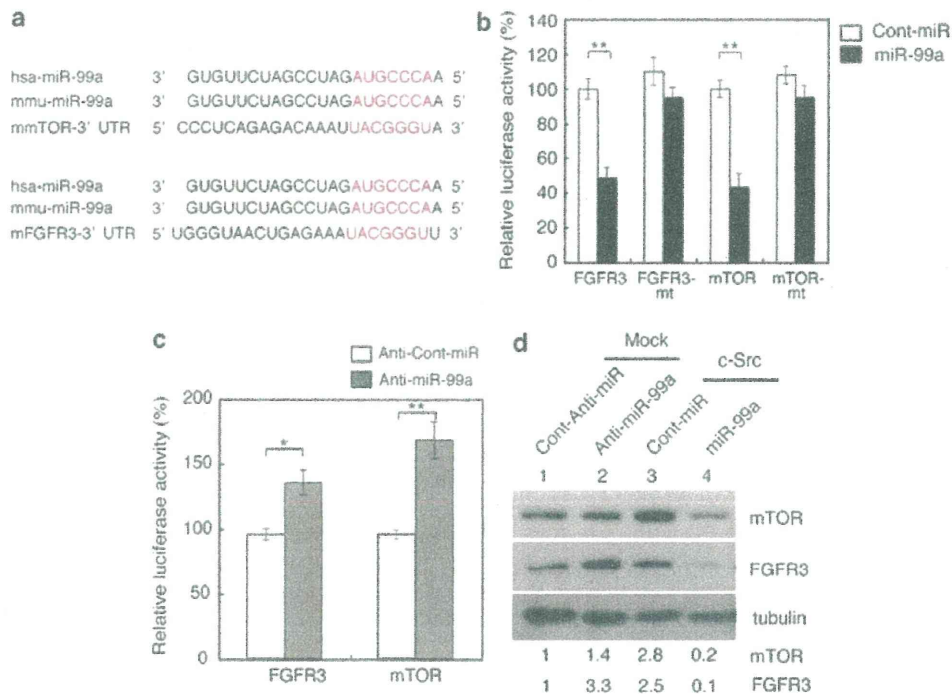 a
hsa-miR-99a 3' GUGUUCUAGCCUAGAUGCCCAA 5'
mmu-miR-99a 3' GUGUUCUAGCCUAGAUGCCCAA 5'
mmTOR-3' UTR 5' CCCUCAGAGACAAAUUACGGGUA 3'
hsa-miR-99a 3' GUGUUCUAGCCUAGAUGCCCAA 5'
mmu-miR-99a 3' GUGUUCUAGCCUAGAUGCCCAA 5'
mFGFR3-3' UTR 5' UGGGUAACUGAGAAAUACGGGUU 3'
b
Cont-miR
miR-99a
Relative luciferase activity (%)
140
120
100
80
60
40
20
0
**
**
FGFR3
FGFR3-
mt
mTOR
mTOR-
mt
c
Anti-Cont-miR
Anti-miR-99a
Relative luciferase activity (%)
200
150
100
50
0
*
**
FGFR3
mTOR
d
Mock
c-Src
Cont-Anti-miR
Anti-miR-99a
Cont-miR
miR-99a
1 2 3 4
mTOR
FGFR3
tubulin
1 1.4 2.8 0.2 mTOR
1 3.3 2.5 0.1 FGFR3